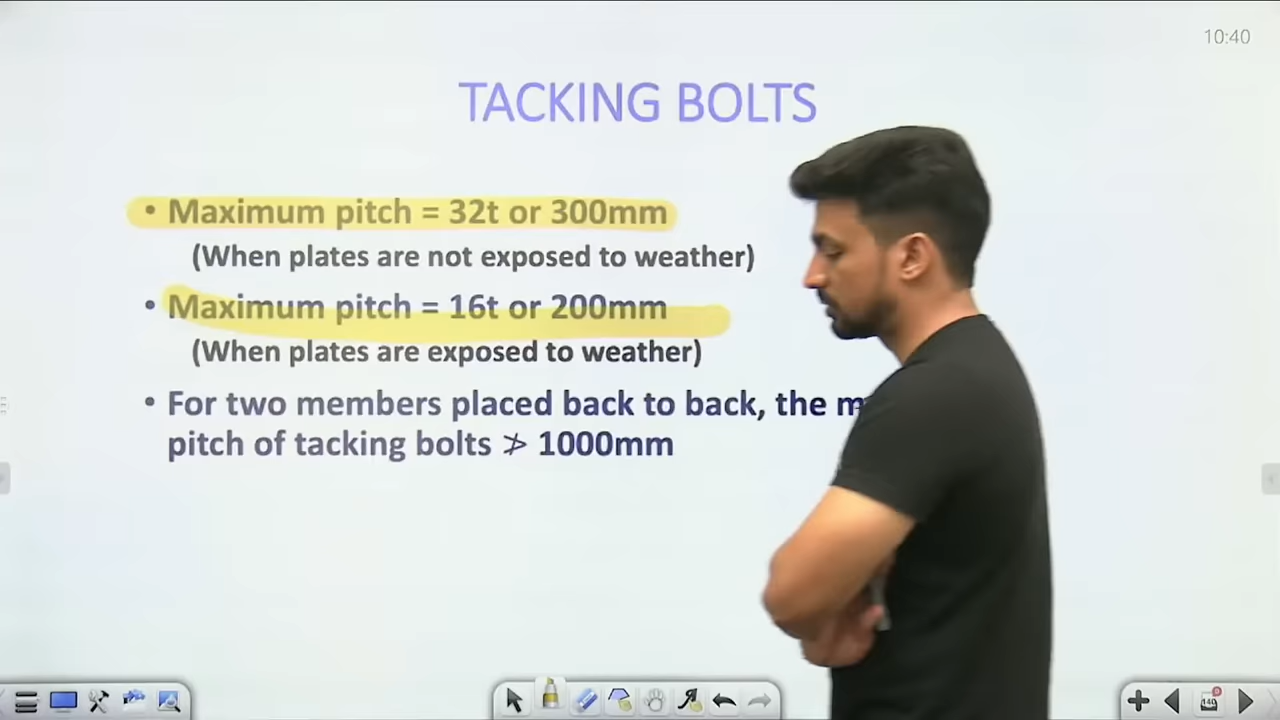 10:40
TACKING BOLTS
• Maximum pitch = 32t or 300mm
(When plates are not exposed to weather)
• Maximum pitch = 16t or 200mm
(When plates are exposed to weather)
• For two members placed back to back, the
pitch of tacking bolts ≯ 1000mm